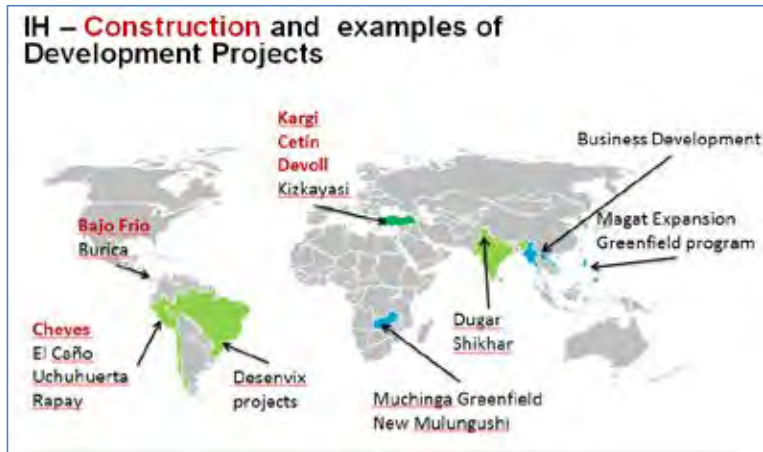 IH – Construction and examples of
Development Projects
Kargi
Cetin
Devoll
Kizkayasi
Business Development
Magat Expansion
Greenfield program
Bajo Frio
Burica
Cheves
El Caño
Uchuhuerta
Rapay
Desenvix
projects
Dugar
Shikhar
Muchinga Greenfield
New Mulungushi